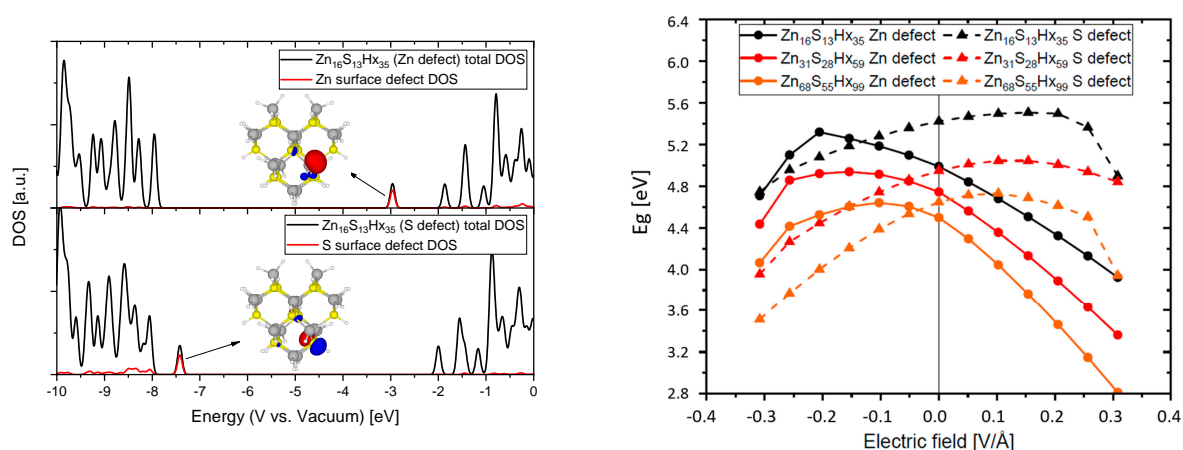 Zn16S13Hx35 (Zn defect) total DOS
Zn surface defect DOS
Zn16S13Hx35 (S defect) total DOS
S surface defect DOS
DOS [a.u.]
-10 -9 -8 -7 -6 -5 -4 -3 -2 -1 0
Energy (V vs. Vacuum) [eV]
6.4
6.0
5.6
5.2
4.8
4.4
4.0
3.6
3.2
2.8
Eg [eV]
Zn16S13Hx35 Zn defect
Zn31S28Hx59 Zn defect
Zn68S55Hx99 Zn defect
Zn16S13Hx35 S defect
Zn31S28Hx59 S defect
Zn68S55Hx99 S defect
-0.4 -0.3 -0.2 -0.1 0.0 0.1 0.2 0.3 0.4
Electric field [V/Å]